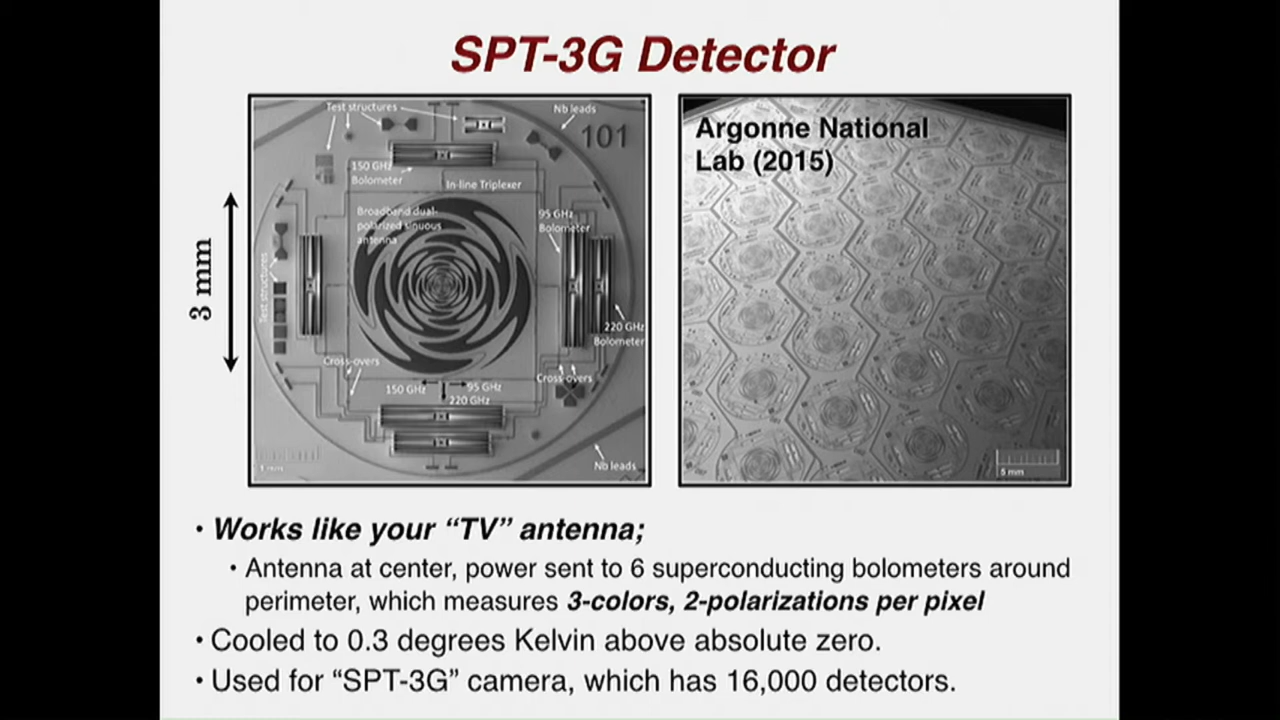 SPT-3G Detector
Test structures
Nb leads
101
150 GHz
Bolometer
In-line Triplexer
Broadband dual-
polarized sinuous
antenna
95 GHz
Bolometer
3 mm
Test structures
220 GHz
Bolometer
Cross-overs
Cross-overs
150 GHz
95 GHz
220 GHz
Nb leads
1 mm
Argonne National
Lab (2015)
5 mm
• Works like your “TV” antenna;
• Antenna at center, power sent to 6 superconducting bolometers around
perimeter, which measures 3-colors, 2-polarizations per pixel
• Cooled to 0.3 degrees Kelvin above absolute zero.
• Used for “SPT-3G” camera, which has 16,000 detectors.